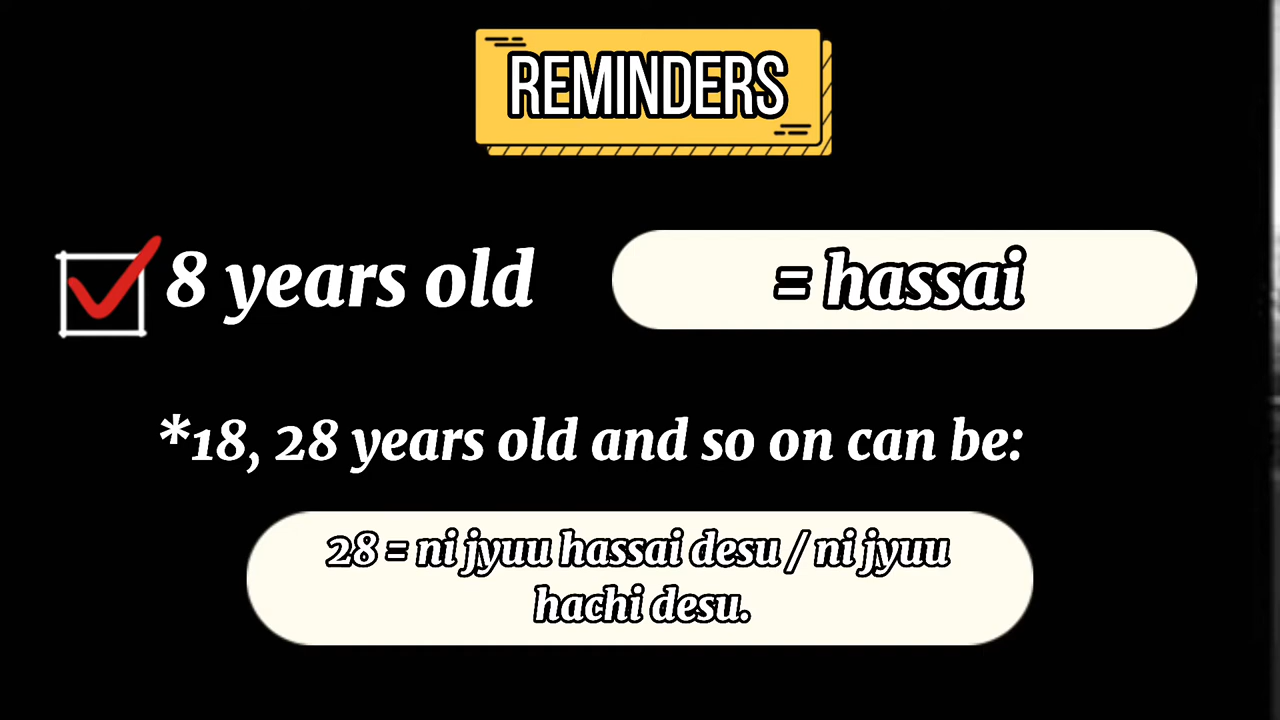 REMINDERS
8 years old
= hassai
*18, 28 years old and so on can be:
28 = ni jyuu hassai desu / ni jyuu
hachi desu.